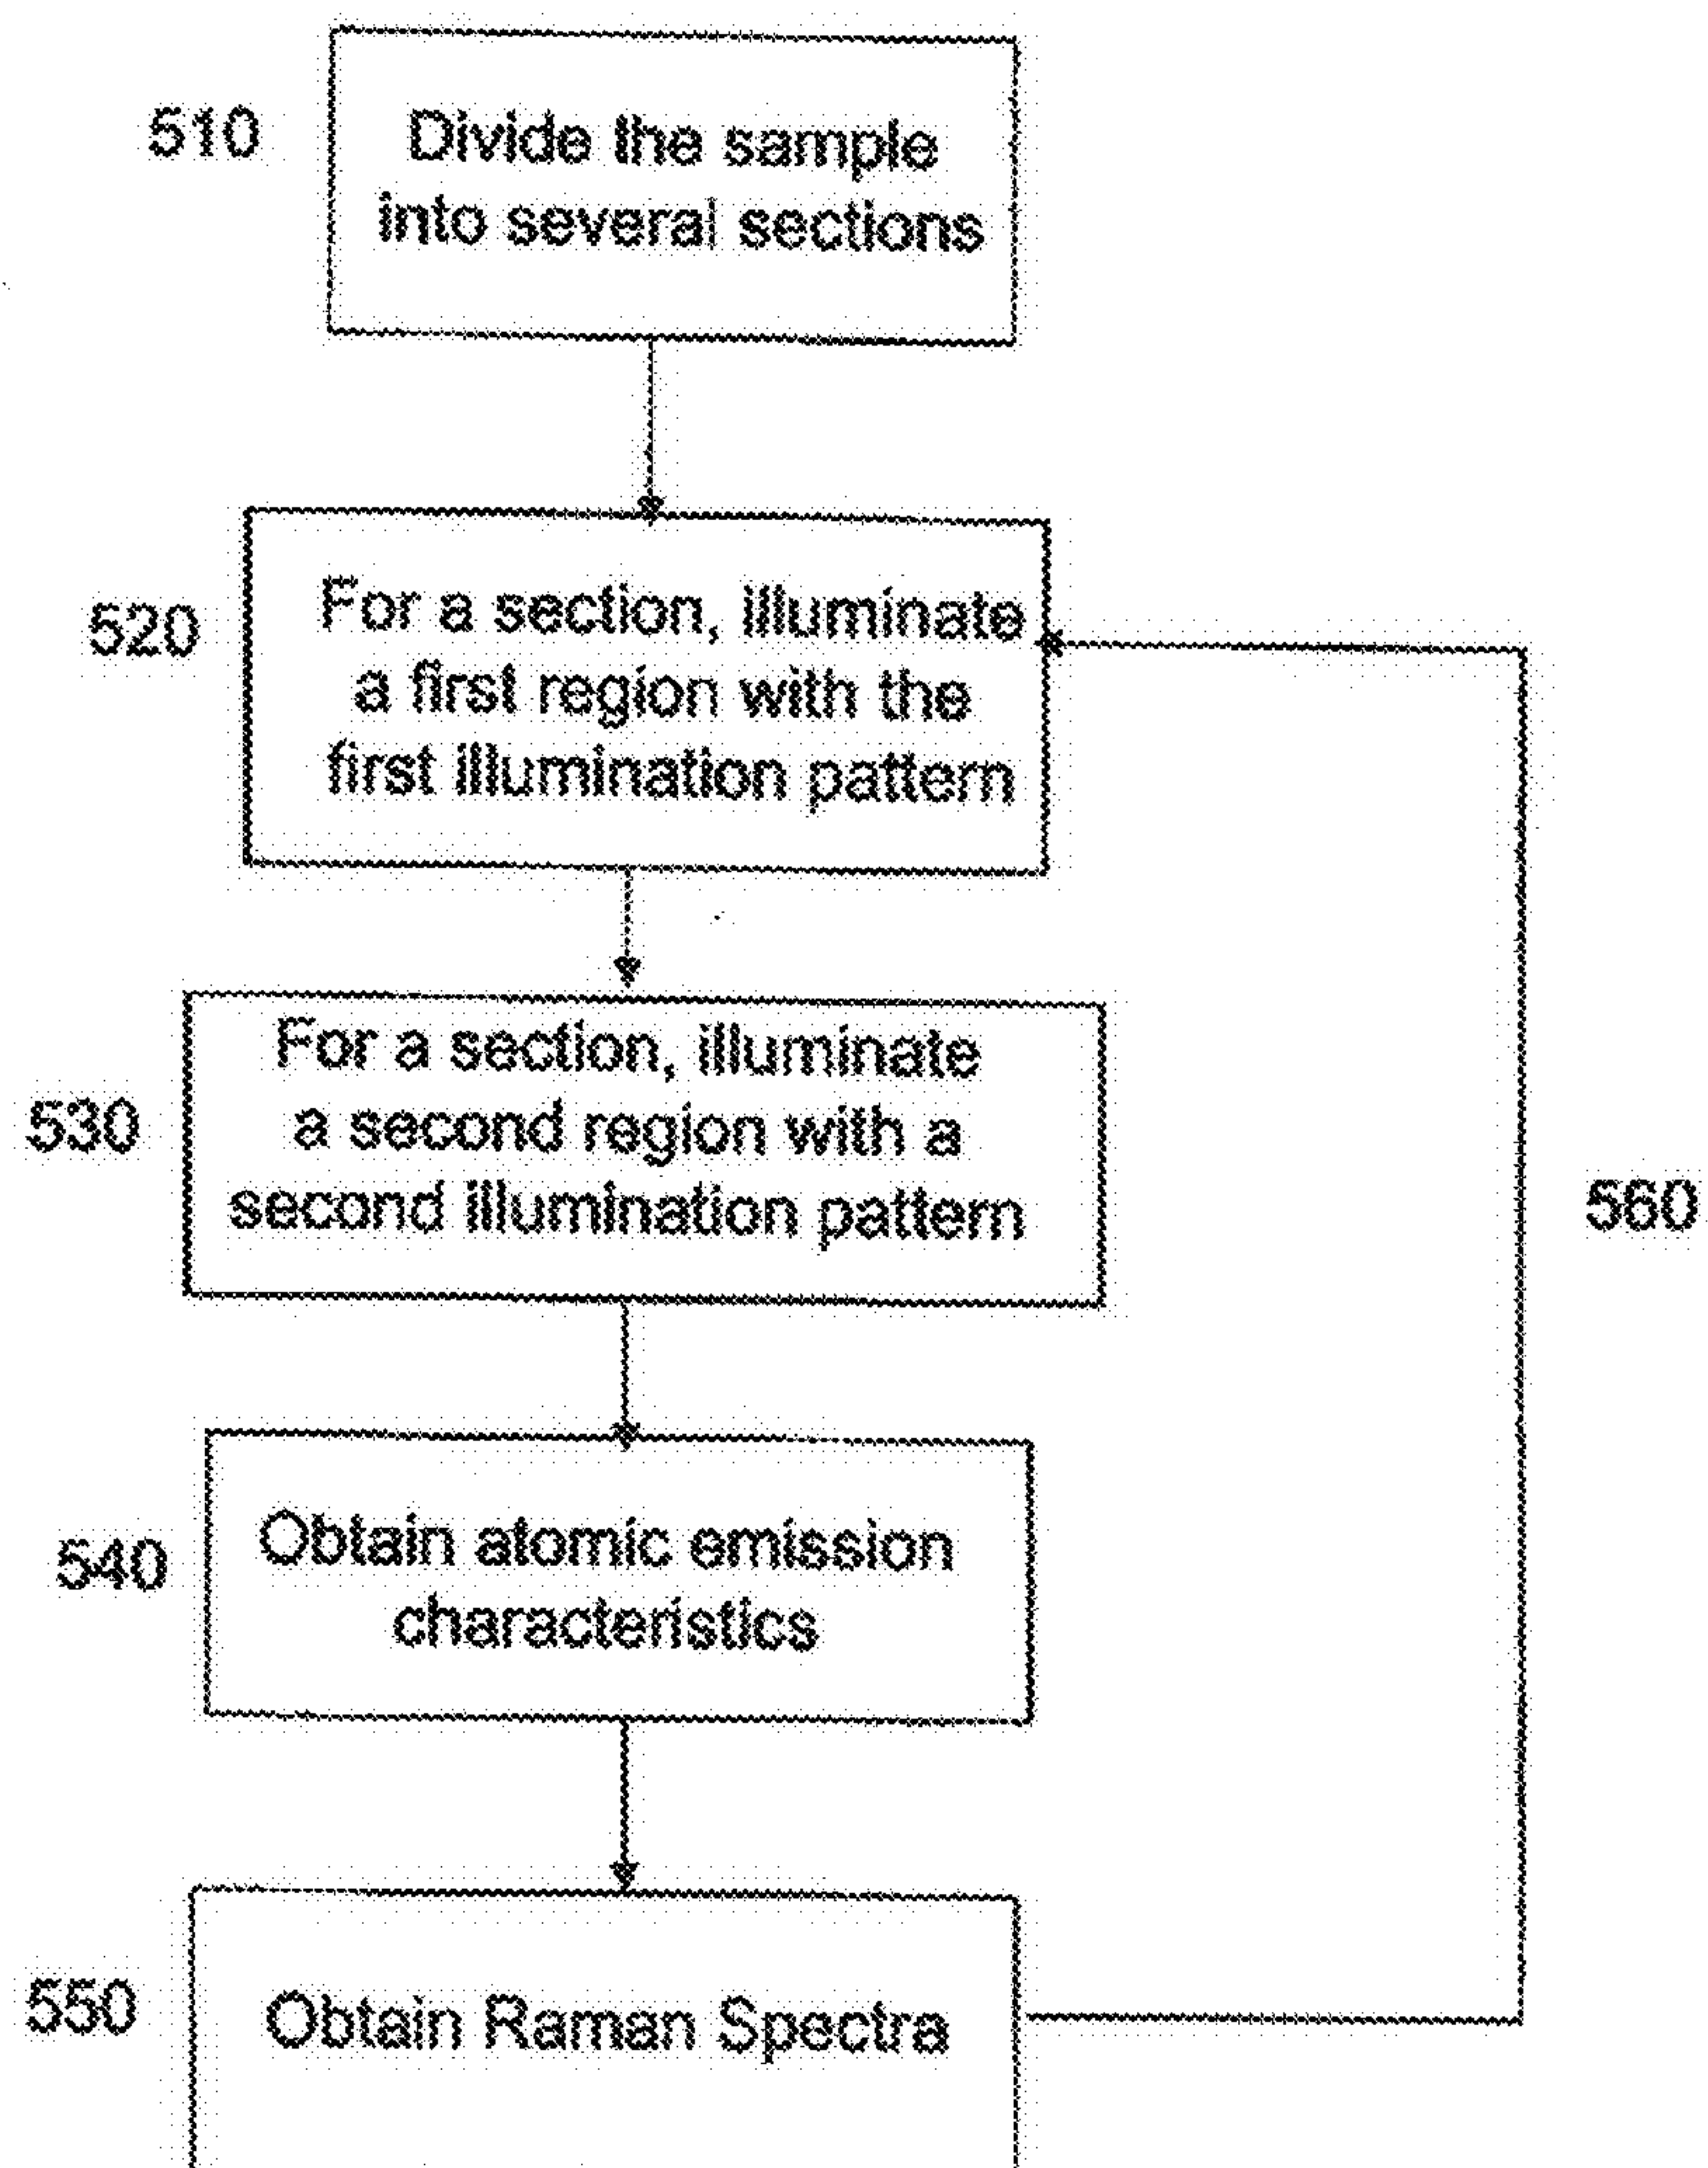 510
Divide the sample
into several sections
520
For a section, illuminate
a first region with the
first illumination pattern
530
For a section, illuminate
a second region with a
second illumination pattern
560
540
Obtain atomic emission
characteristics
550
Obtain Raman Spectra